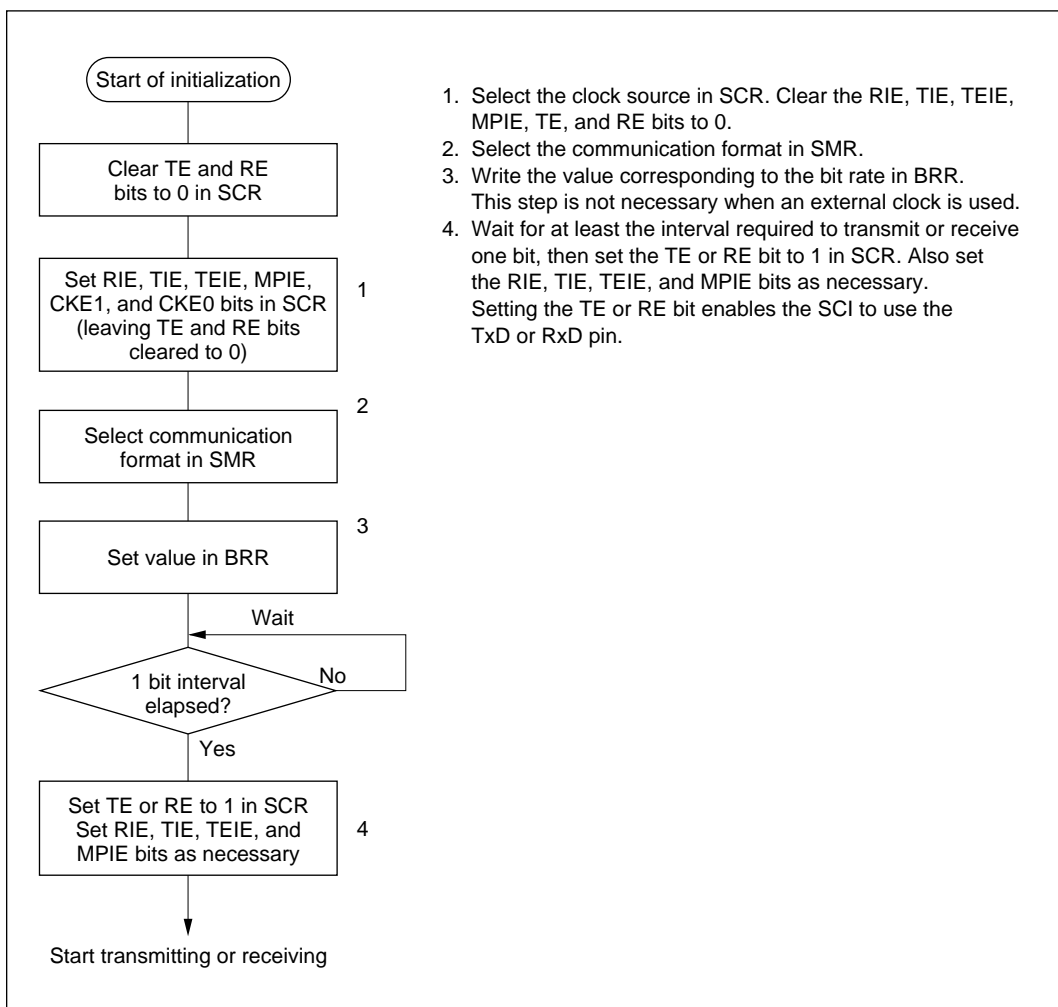 Start of initialization
Clear TE and RE
bits to 0 in SCR
Set RIE, TIE, TEIE, MPIE,
CKE1, and CKE0 bits in SCR
(leaving TE and RE bits
cleared to 0)
1
2
Select communication
format in SMR
3
Set value in BRR
Wait
1 bit interval
elapsed?
No
Yes
Set TE or RE to 1 in SCR
Set RIE, TIE, TEIE, and
MPIE bits as necessary
4
Start transmitting or receiving
1. Select the clock source in SCR. Clear the RIE, TIE, TEIE,
MPIE, TE, and RE bits to 0.
2. Select the communication format in SMR.
3. Write the value corresponding to the bit rate in BRR.
This step is not necessary when an external clock is used.
4. Wait for at least the interval required to transmit or receive
one bit, then set the TE or RE bit to 1 in SCR. Also set
the RIE, TIE, TEIE, and MPIE bits as necessary.
Setting the TE or RE bit enables the SCI to use the
TxD or RxD pin.